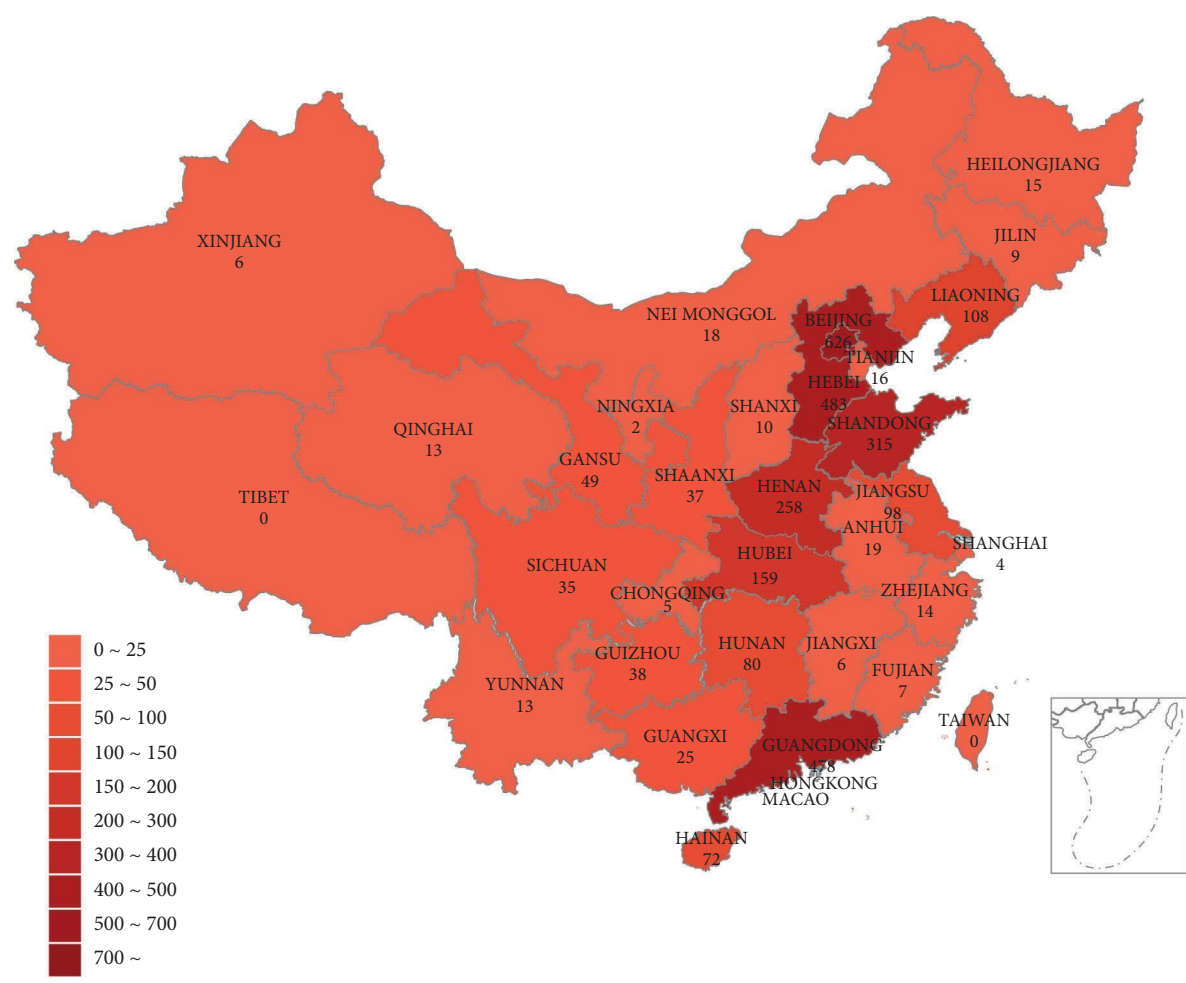 HEILONGJIANG
15
XINJIANG
6
JILIN
9
LIAONING
108
NEI MONGGOL
18
BEIJING
626
TIANJIN
16
HEBEI
483
NINGXIA
2
SHANXI
10
SHANDONG
315
QINGHAI
13
GANSU
49
SHAANXI
37
HENAN
258
JIANGSU
98
TIBET
0
ANHUI
19
SHANGHAI
4
HUBEI
159
SICHUAN
35
CHONGQING
5
ZHEJIANG
14
HUNAN
80
JIANGXI
6
GUIZHOU
38
FUJIAN
7
YUNNAN
13
TAIWAN
0
GUANGXI
25
GUANGDONG
478
HONGKONG
MACAO
HAINAN
72
0 ~ 25
25 ~ 50
50 ~ 100
100 ~ 150
150 ~ 200
200 ~ 300
300 ~ 400
400 ~ 500
500 ~ 700
700 ~